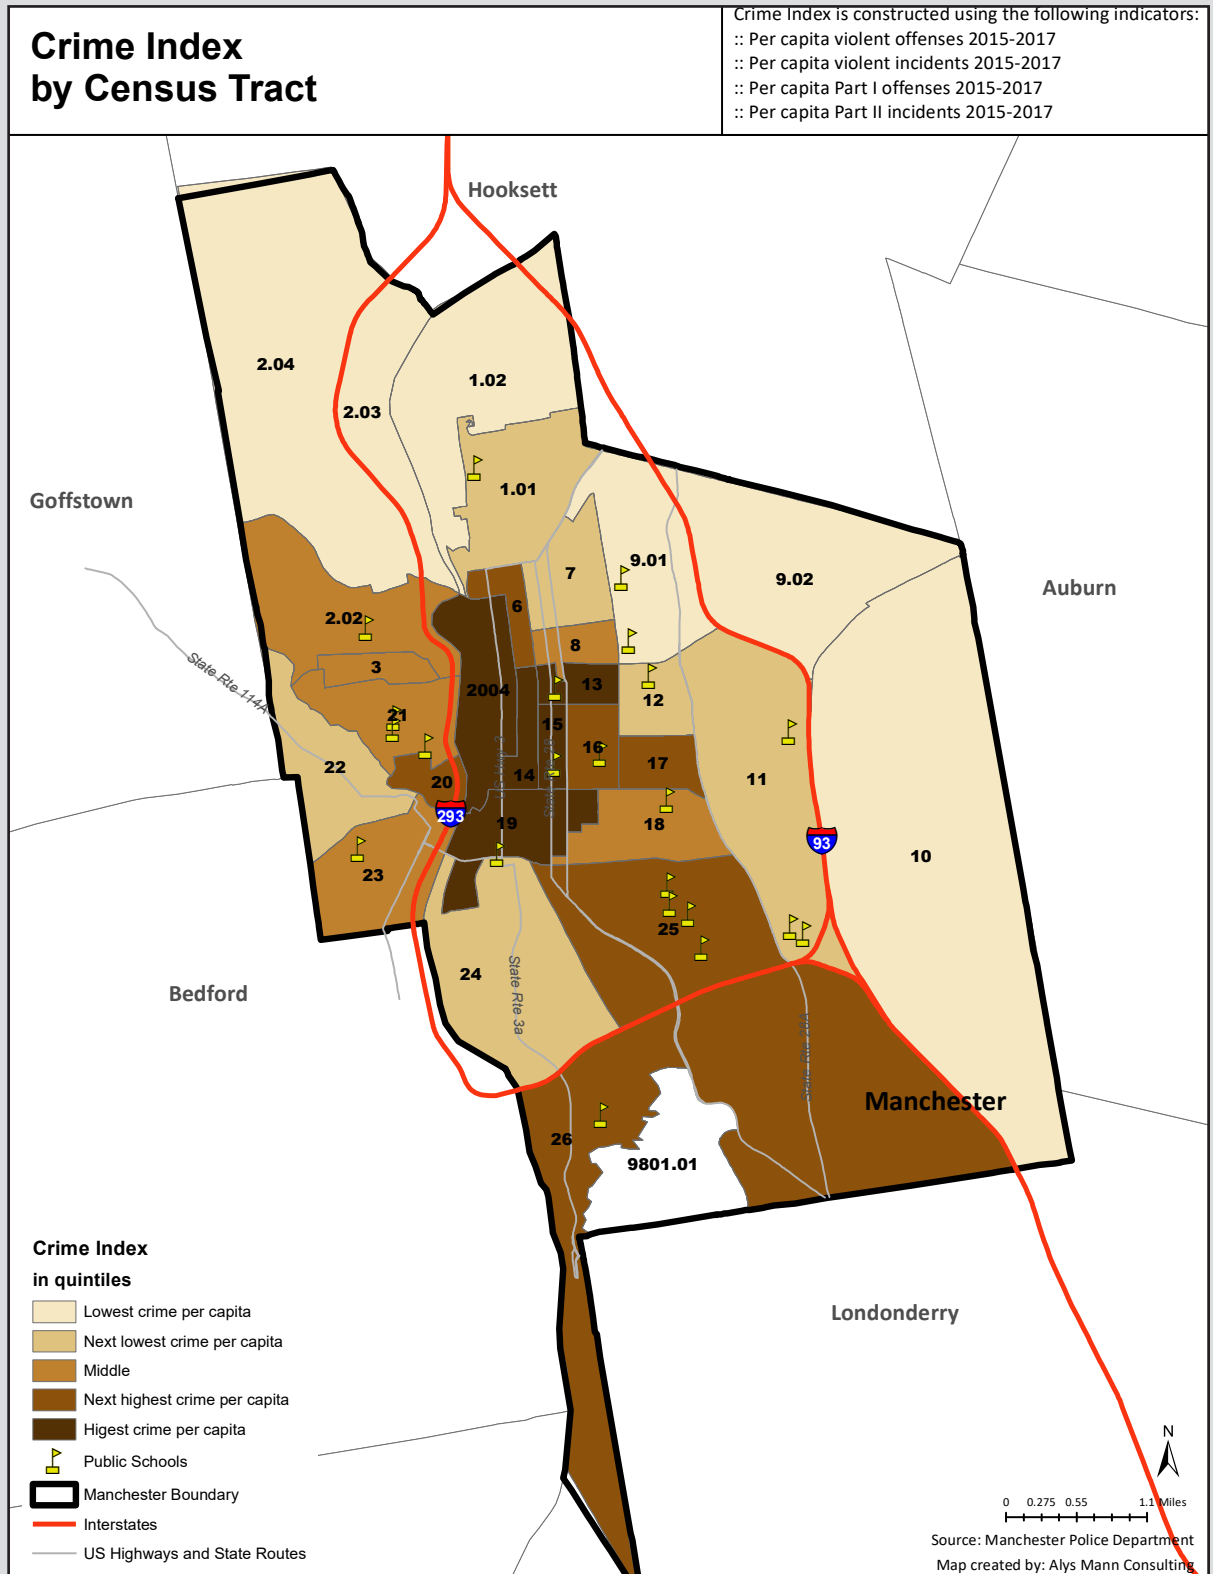 Crime Index
by Census Tract
Crime Index is constructed using the following indicators:
:: Per capita violent offenses 2015-2017
:: Per capita violent incidents 2015-2017
:: Per capita Part I offenses 2015-2017
:: Per capita Part II incidents 2015-2017
Hooksett
2.04
1.02
2.03
1.01
Goffstown
9.01
7
9.02
Auburn
6
2.02
8
3
State Rte 114A
13
2004
12
21
15
16
22
17
14
11
20
293
19
18
93
10
23
25
24
Bedford
State Rte 3a
Manchester
26
9801.01
Londonderry
Crime Index
in quintiles
Lowest crime per capita
Next lowest crime per capita
Middle
Next highest crime per capita
Higest crime per capita
Public Schools
Manchester Boundary
Interstates
US Highways and State Routes
N
0 0.275 0.55 1.1 Miles
Source: Manchester Police Department
Map created by: Alys Mann Consulting